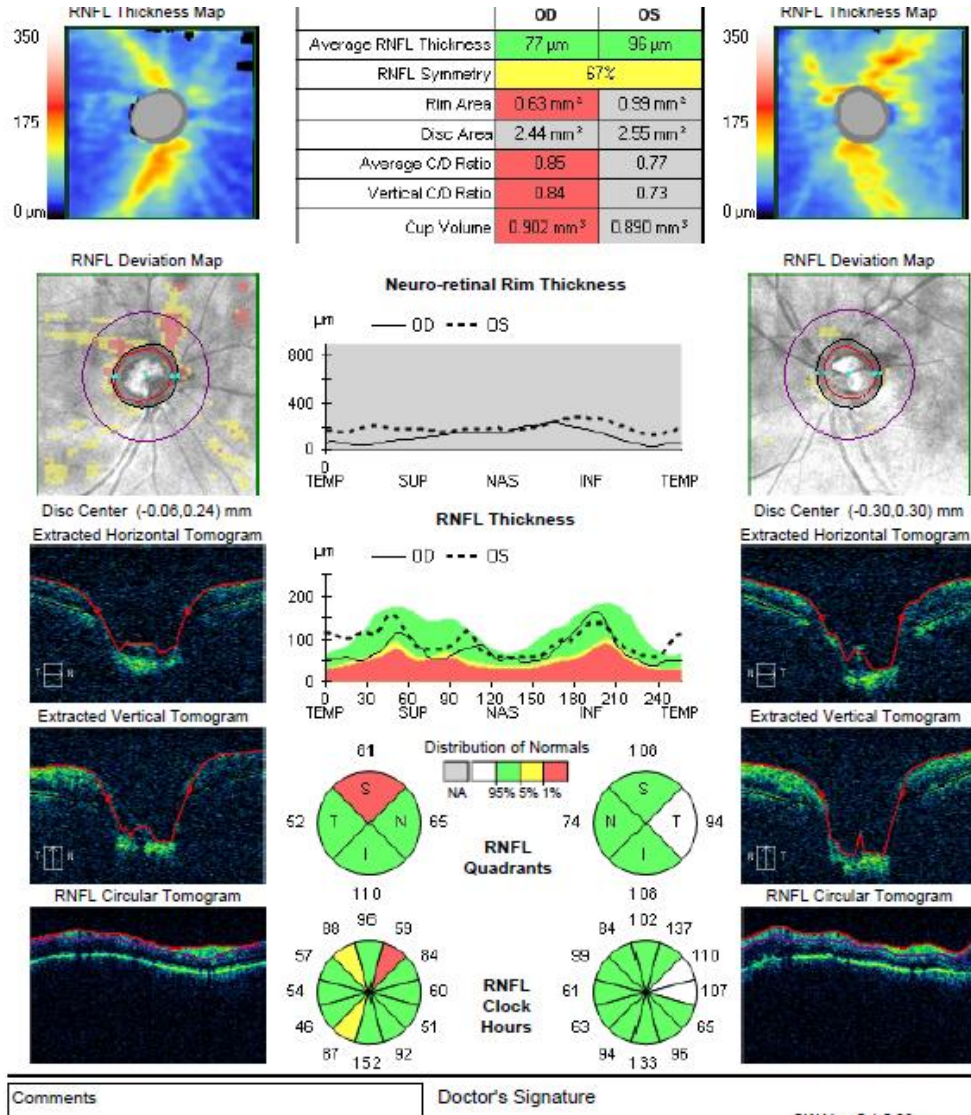 RNFL Thickness Map
OD OS
RNFL Thickness Map
350
Average RNFL Thickness 77 µm 96 µm
350
RNFL Symmetry 67%
175
Rim Area 0.63 mm² 0.99 mm²
175
Disc Area 2.44 mm² 2.55 mm²
Average C/D Ratio 0.85 0.77
Vertical C/D Ratio 0.84 0.73
0 µm
Cup Volume 0.902 mm³ 0.890 mm³
0 µm
RNFL Deviation Map
RNFL Deviation Map
Neuro-retinal Rim Thickness
µm OD OS
800
400
0
0
TEMP SUP NAS INF TEMP
Disc Center (-0.06,0.24) mm
Disc Center (-0.30,0.30) mm
Extracted Horizontal Tomogram
RNFL Thickness
Extracted Horizontal Tomogram
µm OD OS
200
100
0
0 30 60 90 120 150 180 210 240
TEMP SUP NAS INF TEMP
T N
T N
Extracted Vertical Tomogram
Extracted Vertical Tomogram
81 Distribution of Normals 108
NA 95% 5% 1%
S
S
52 T N 65
74 N T 94
I
I
RNFL
Quadrants
T N
T N
110
108
RNFL Circular Tomogram
RNFL Circular Tomogram
88 96 59
84 102 137
57 84
99 110
54 60
61 107
46 51
63 65
87 152 92
94 133 96
RNFL
Clock
Hours
Comments
Doctor's Signature